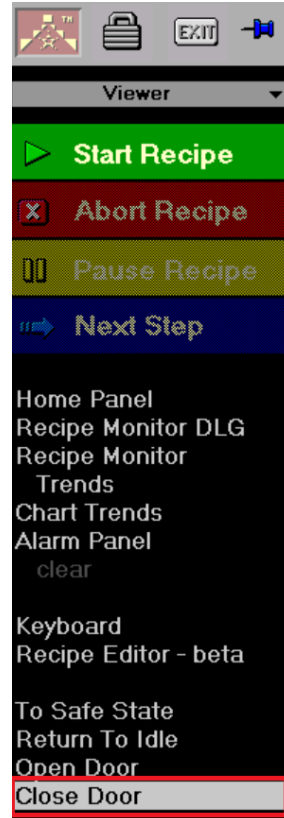 TM
EXIT
Viewer
Start Recipe
Abort Recipe
Pause Recipe
Next Step
Home Panel
Recipe Monitor DLG
Recipe Monitor
Trends
Chart Trends
Alarm Panel
clear
Keyboard
Recipe Editor - beta
To Safe State
Return To Idle
Open Door
Close Door